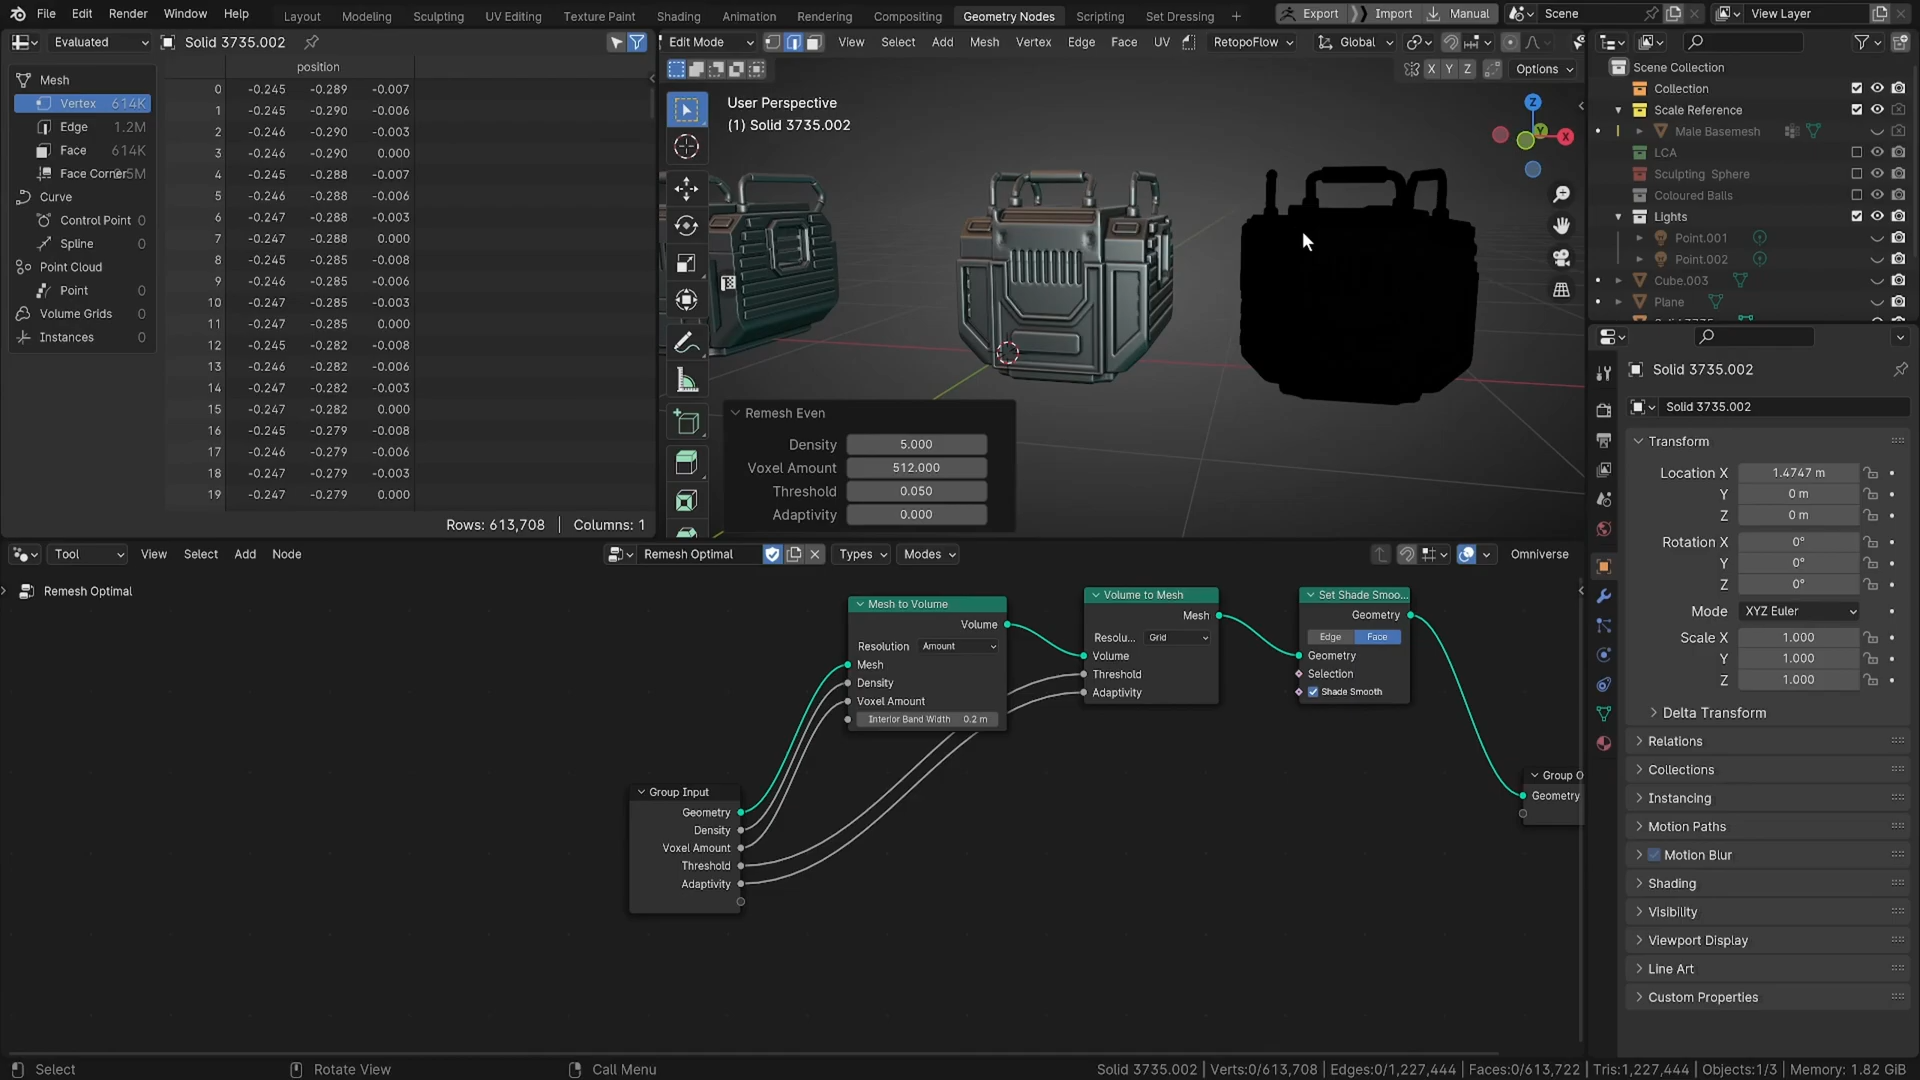 File Edit Render Window Help Layout Modeling Sculpting UV Editing Texture Paint Shading Animation Rendering Compositing Geometry Nodes Scripting Set Dressing + Export Import Manual Scene View Layer
Evaluated Solid 3735.002
Edit Mode View Select Add Mesh Vertex Edge Face UV RetopoFlow Global
X Y Z Options
position
Mesh
Vertex 614K
Edge 1.2M
Face 614K
Face Corner
Curve
Control Point 0
Spline 0
Point Cloud
Point 0
Volume Grids 0
Instances 0
0 -0.245 -0.289 -0.007
1 -0.245 -0.290 -0.006
2 -0.246 -0.290 -0.003
3 -0.246 -0.290 0.000
4 -0.245 -0.288 -0.007
5 -0.246 -0.288 -0.006
6 -0.247 -0.288 -0.003
7 -0.247 -0.288 0.000
8 -0.245 -0.285 -0.008
9 -0.246 -0.285 -0.006
10 -0.247 -0.285 -0.003
11 -0.247 -0.285 0.000
12 -0.245 -0.282 -0.008
13 -0.246 -0.282 -0.006
14 -0.247 -0.282 -0.003
15 -0.247 -0.282 0.000
16 -0.245 -0.279 -0.008
17 -0.246 -0.279 -0.006
18 -0.247 -0.279 -0.003
19 -0.247 -0.279 0.000
Rows: 613,708 Columns: 1
User Perspective
(1) Solid 3735.002
Z
Y
X
Remesh Even
Density 5.000
Voxel Amount 512.000
Threshold 0.050
Adaptivity 0.000
Scene Collection
Collection
Scale Reference
Male Basemesh
LCA
Sculpting Sphere
Coloured Balls
Lights
Point.001
Point.002
Cube.003
Plane
Solid 3735.002
Solid 3735.002
Transform
Location X 1.4747 m
Y 0 m
Z 0 m
Rotation X 0°
Y 0°
Z 0°
Mode XYZ Euler
Scale X 1.000
Y 1.000
Z 1.000
Delta Transform
Relations
Collections
Instancing
Motion Paths
Motion Blur
Shading
Visibility
Viewport Display
Line Art
Custom Properties
Tool View Select Add Node Remesh Optimal Types Modes Omniverse
Remesh Optimal
Mesh to Volume
Volume
Resolution Amount
Mesh
Density
Voxel Amount
Interior Band Width 0.2 m
Volume to Mesh
Mesh
Resolu... Grid
Volume
Threshold
Adaptivity
Set Shade Smoo...
Geometry
Edge Face
Geometry
Selection
Shade Smooth
Group Input
Geometry
Density
Voxel Amount
Threshold
Adaptivity
Group O
Geometry
Select Rotate View Call Menu Solid 3735.002 | Verts:0/613,708 | Edges:0/1,227,444 | Faces:0/613,722 | Tris:1,227,444 | Objects:1/3 | Memory: 1.82 GiB